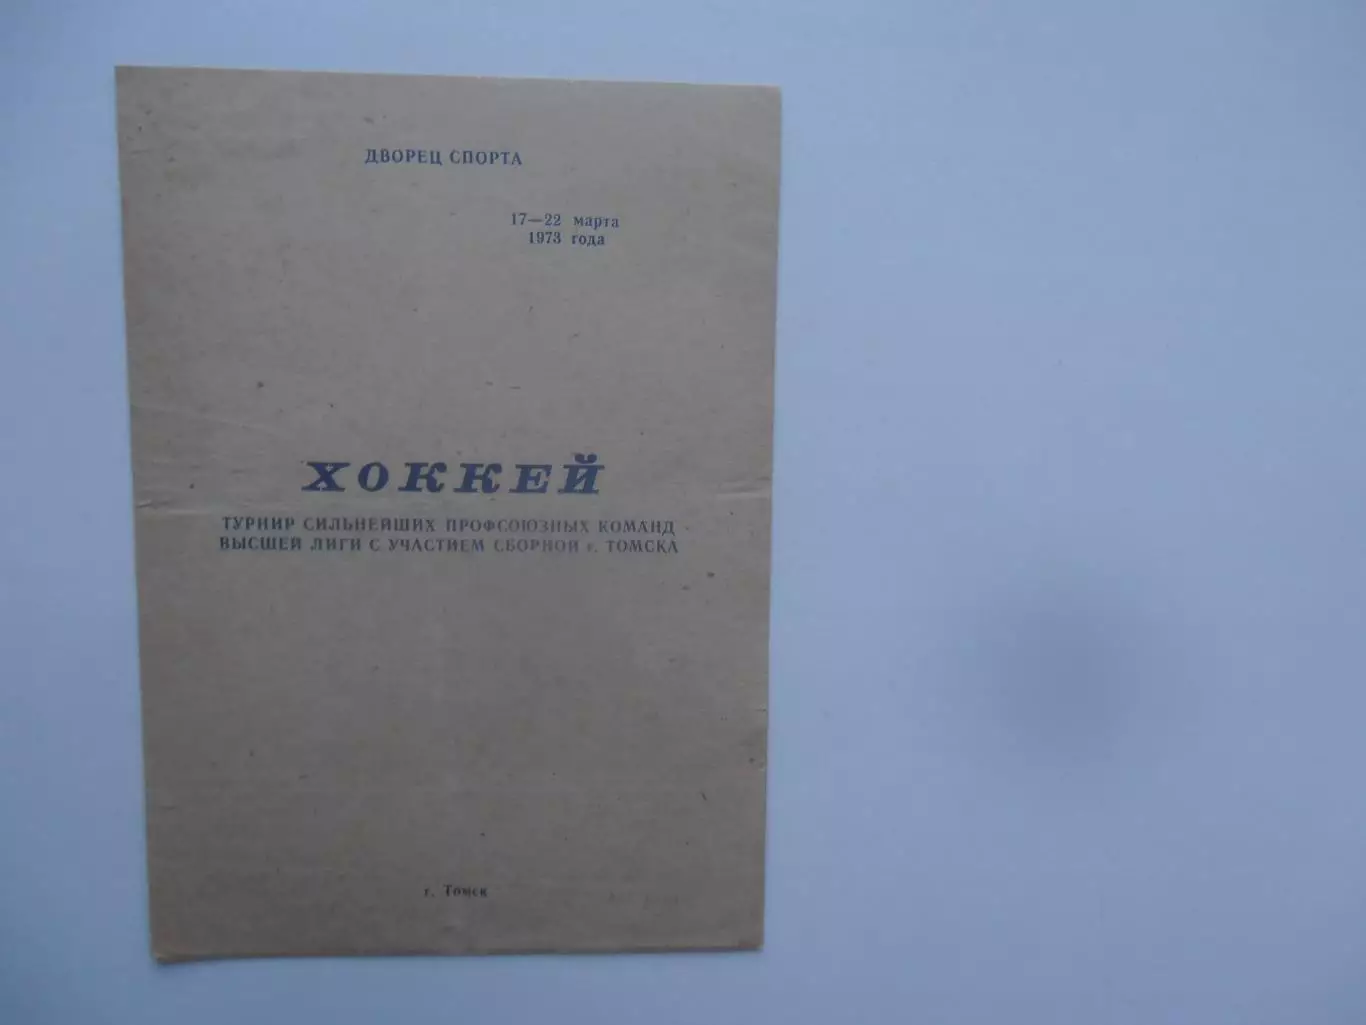 ДВОРЕЦ СПОРТА
17—22 марта
1973 года
ХОККЕЙ
ТУРНИР СИЛЬНЕЙШИХ ПРОФСОЮЗНЫХ КОМАНД
ВЫСШЕЙ ЛИГИ С УЧАСТИЕМ СБОРНОЙ г. ТОМСКА
г. Томск